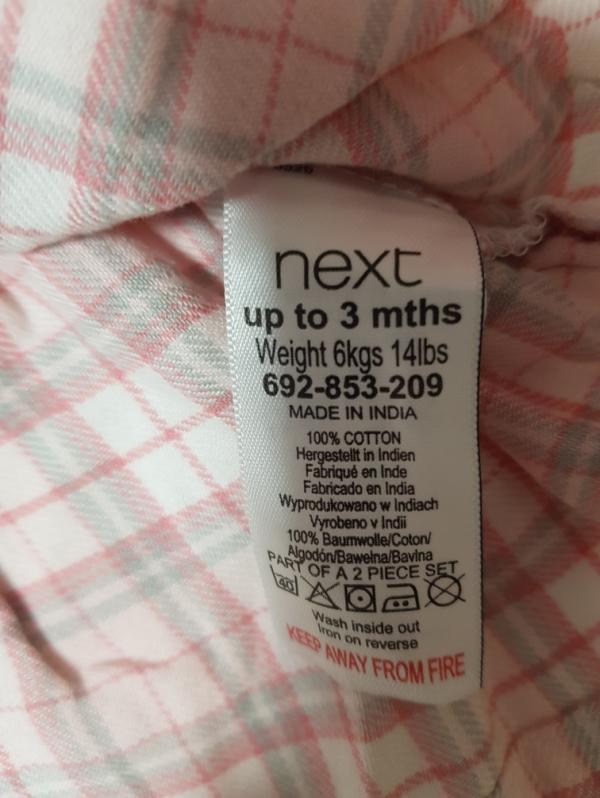 next
up to 3 mths
Weight 6kgs 14lbs
692-853-209
MADE IN INDIA
100% COTTON
Hergestellt in Indien
Fabriqué en Inde
Fabricado en India
Wyprodukowano w Indiach
Vyrobeno v Indii
100% Baumwolle/Coton/
Algodón/Bawełna/Bavlna
PART OF A 2 PIECE SET
40
Wash inside out
Iron on reverse
KEEP AWAY FROM FIRE